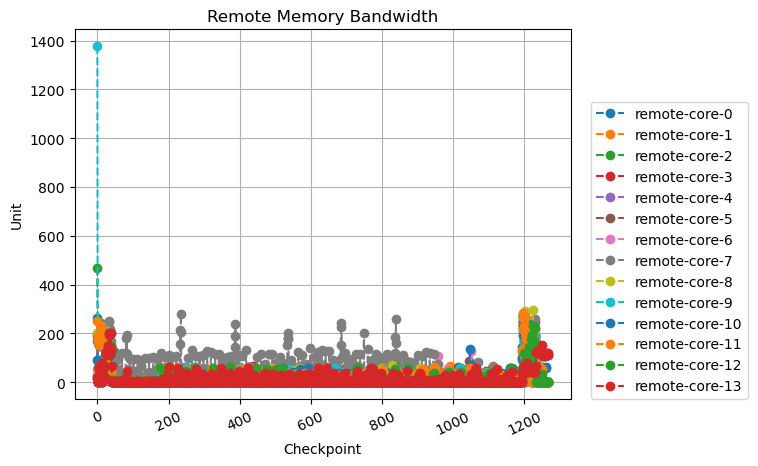 Remote Memory Bandwidth
1400
1200
1000
800
600
400
200
0
Unit
0
200
400
600
800
1000
1200
Checkpoint
remote-core-0
remote-core-1
remote-core-2
remote-core-3
remote-core-4
remote-core-5
remote-core-6
remote-core-7
remote-core-8
remote-core-9
remote-core-10
remote-core-11
remote-core-12
remote-core-13